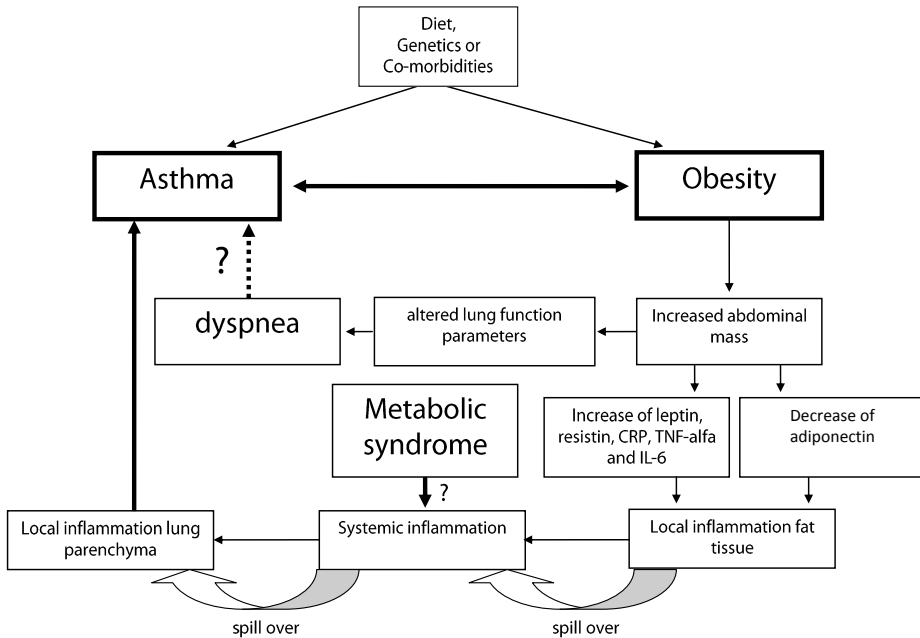 Diet,
Genetics or
Co-morbidities
Asthma
Obesity
?
dyspnea
altered lung function
parameters
Increased abdominal
mass
Metabolic
syndrome
Increase of leptin,
resistin, CRP, TNF-alfa
and IL-6
Decrease of
adiponectin
?
Local inflammation lung
parenchyma
Systemic inflammation
Local inflammation fat
tissue
spill over
spill over